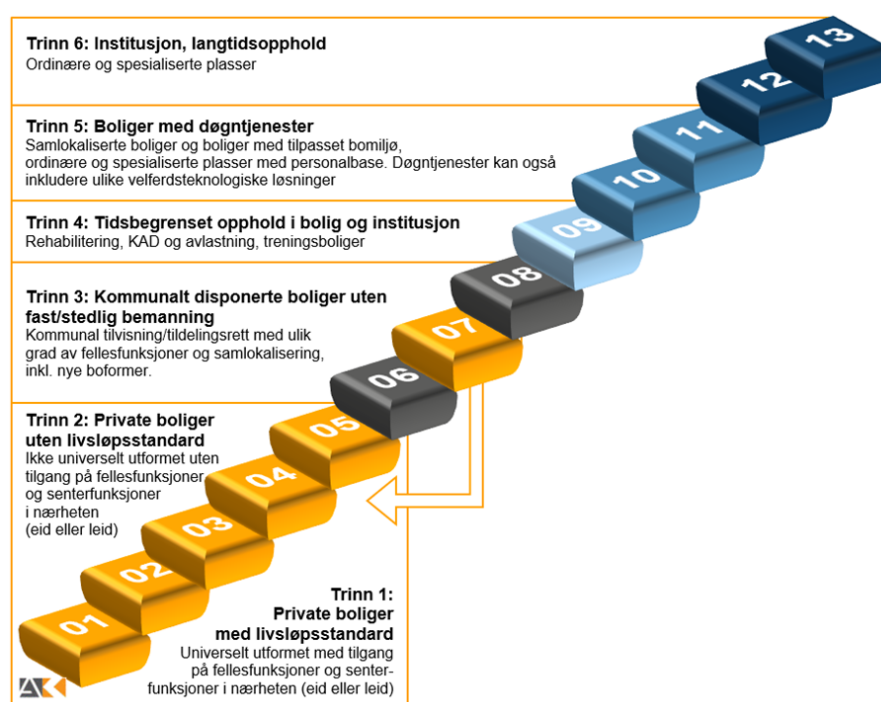 Trinn 6: Institusjon, langtidsopphold
Ordinære og spesialiserte plasser
Trinn 5: Boliger med døgntjenester
Samlokaliserte boliger og boliger med tilpasset bomiljø,
ordinære og spesialiserte plasser med personalbase. Døgntjenester kan også
inkludere ulike velferdsteknologiske løsninger
Trinn 4: Tidsbegrenset opphold i bolig og institusjon
Rehabilitering, KAD og avlastning, treningsboliger
Trinn 3: Kommunalt disponerte boliger uten
fast/stedlig bemanning
Kommunal tilvisning/tildelingsrett med ulik
grad av fellesfunksjoner og samlokalisering,
inkl. nye boformer.
Trinn 2: Private boliger
uten livsløpsstandard
Ikke universelt utformet uten
tilgang på fellesfunksjoner
og senterfunksjoner
i nærheten
(eid eller leid)
Trinn 1:
Private boliger
med livsløpsstandard
Universelt utformet med tilgang
på fellesfunksjoner og senter-
funksjoner i nærheten (eid eller leid)
01
02
03
04
05
06
07
08
09
10
11
12
13